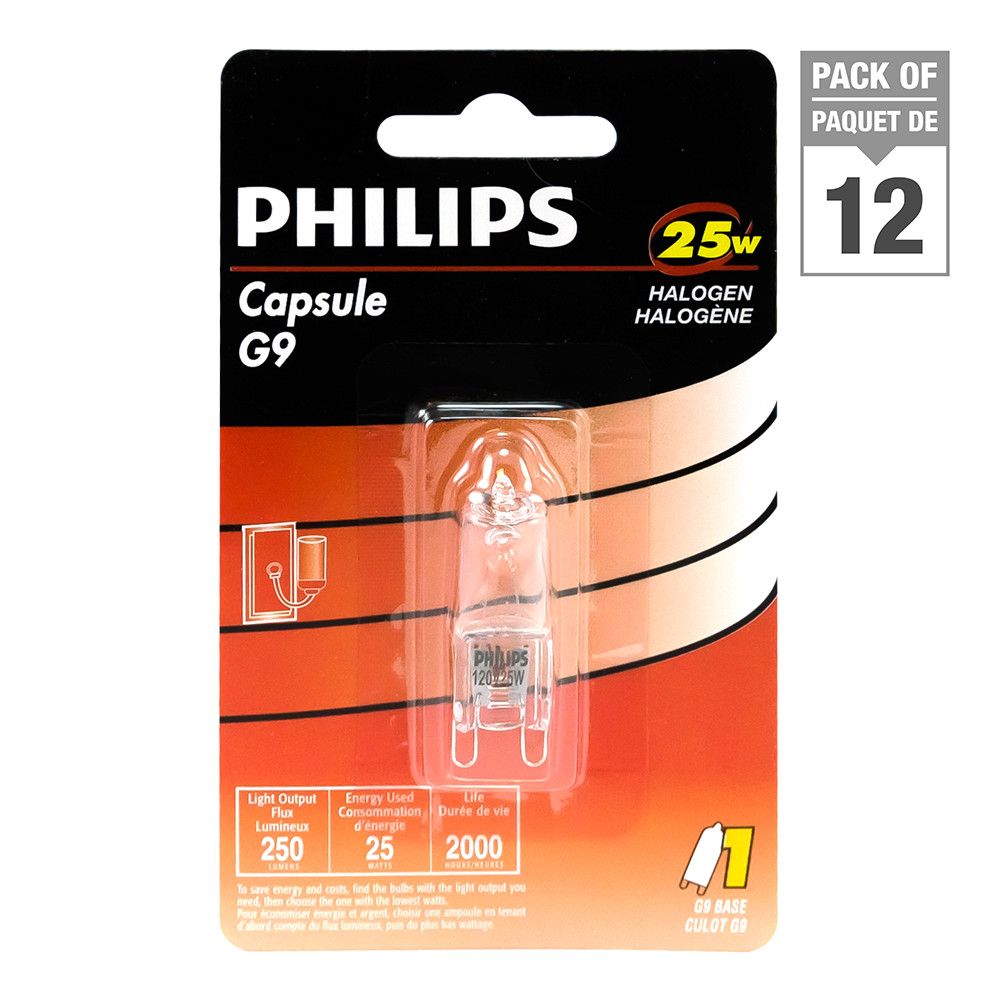 PACK OF
PAQUET DE
12
PHILIPS
25W
Capsule
G9
HALOGEN
HALOGÈNE
PHILIPS
120V25W
Light Output
Flux
Lumineux
250
LUMENS
Energy Used
Consommation
d'énergie
25
WATTS
Life
Durée de vie
2000
HOURS/HEURES
To save energy and costs, find the bulbs with the light output you
need, then choose the one with the lowest watts.
Pour économiser énergie et argent, choisir une ampoule en tenant
d'abord compte du flux lumineux, puis du plus bas wattage.
1
G9 BASE
CULOT G9